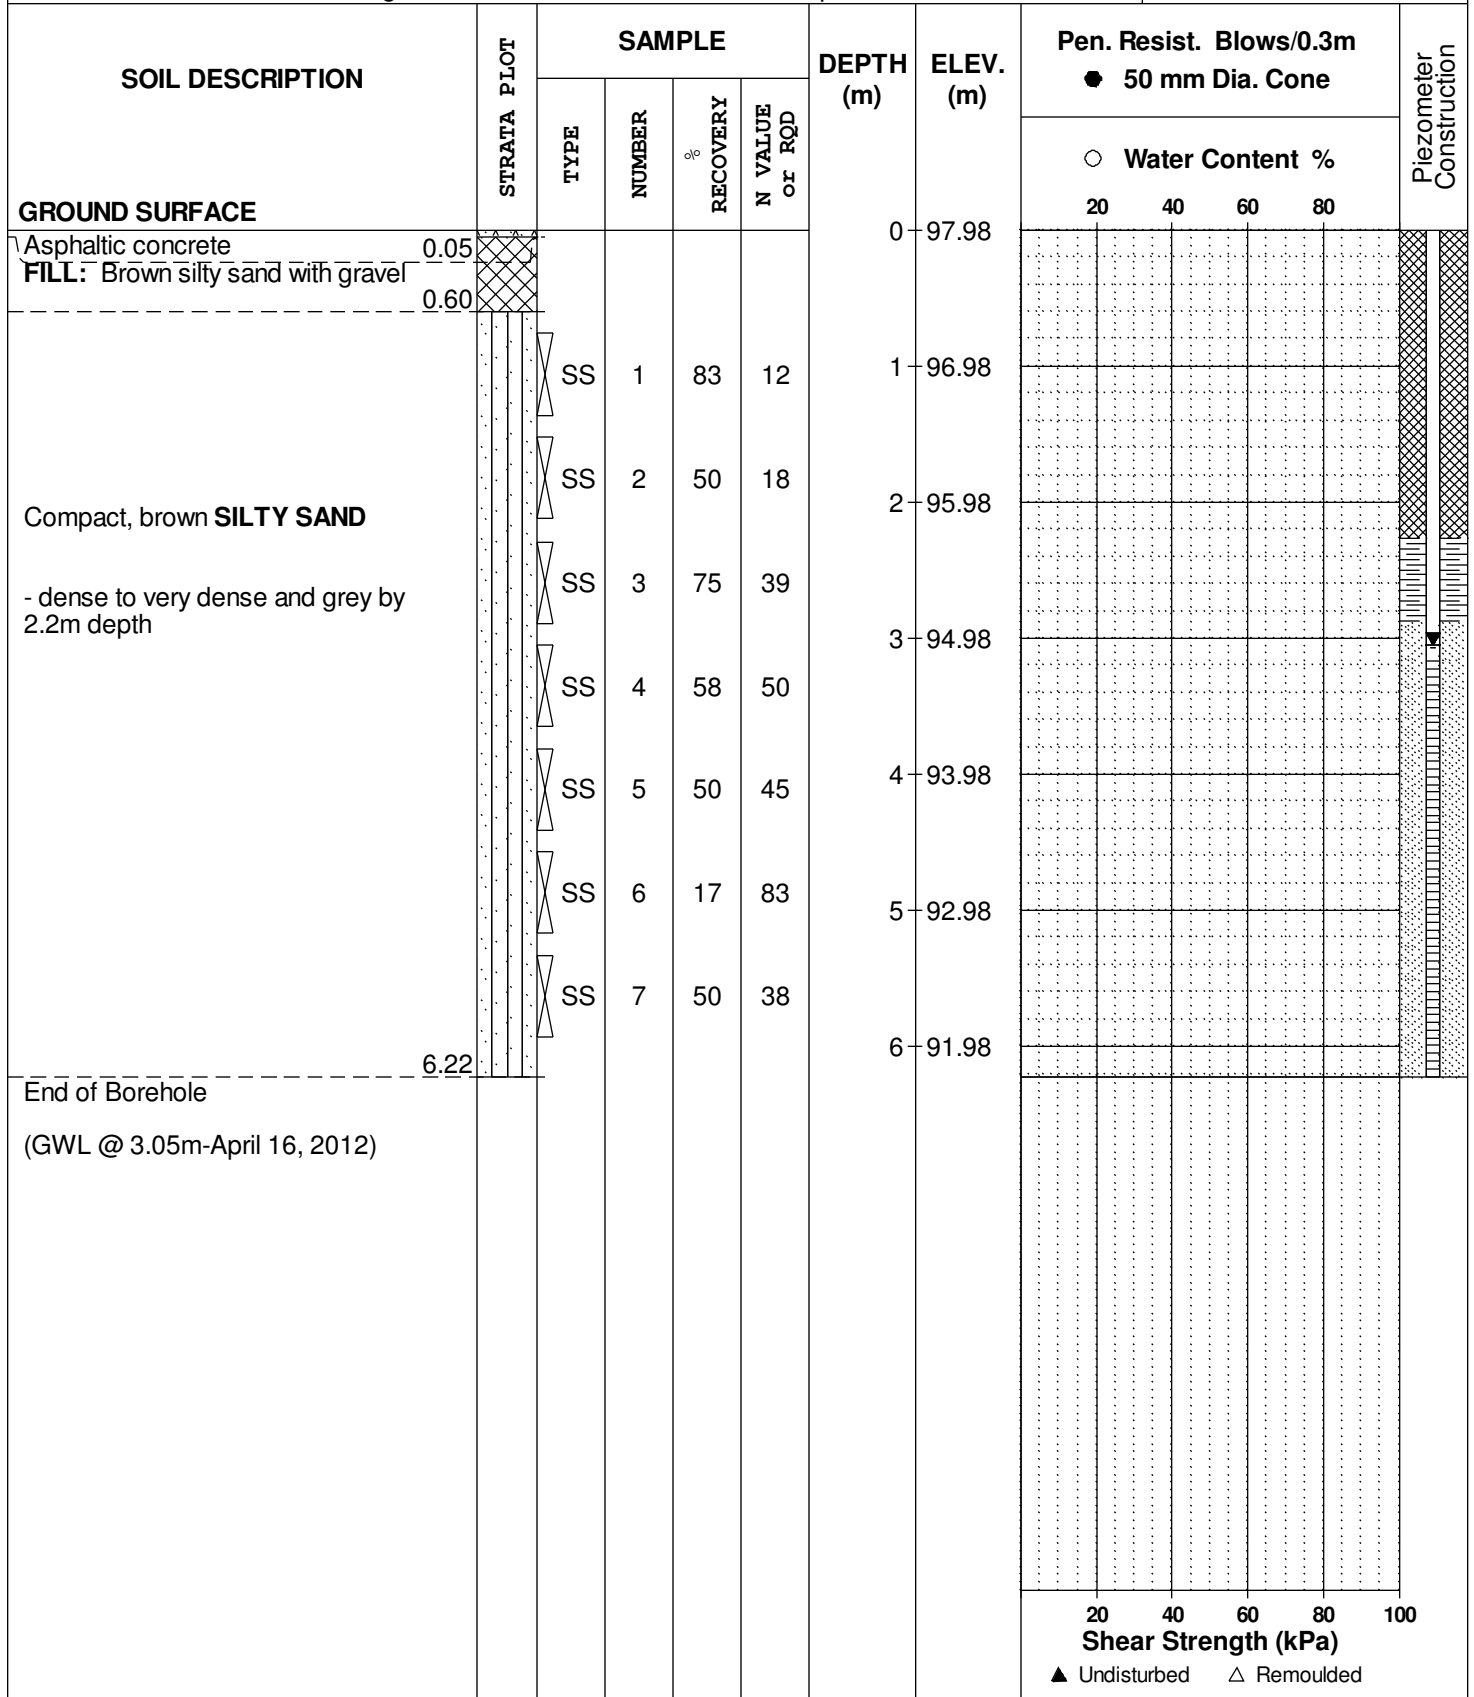 SOIL DESCRIPTION
GROUND SURFACE
STRATA PLOT
SAMPLE
TYPE
NUMBER
% RECOVERY
N VALUE or RQD
DEPTH (m)
ELEV. (m)
Pen. Resist. Blows/0.3m
● 50 mm Dia. Cone
○ Water Content %
20 40 60 80
Piezometer Construction
0 97.98
Asphaltic concrete 0.05
FILL: Brown silty sand with gravel
0.60
SS 1 83 12
1 96.98
SS 2 50 18
2 95.98
Compact, brown SILTY SAND
SS 3 75 39
- dense to very dense and grey by
2.2m depth
3 94.98
SS 4 58 50
4 93.98
SS 5 50 45
SS 6 17 83
5 92.98
SS 7 50 38
6 91.98
6.22
End of Borehole
(GWL @ 3.05m-April 16, 2012)
20 40 60 80 100
Shear Strength (kPa)
▲ Undisturbed △ Remoulded